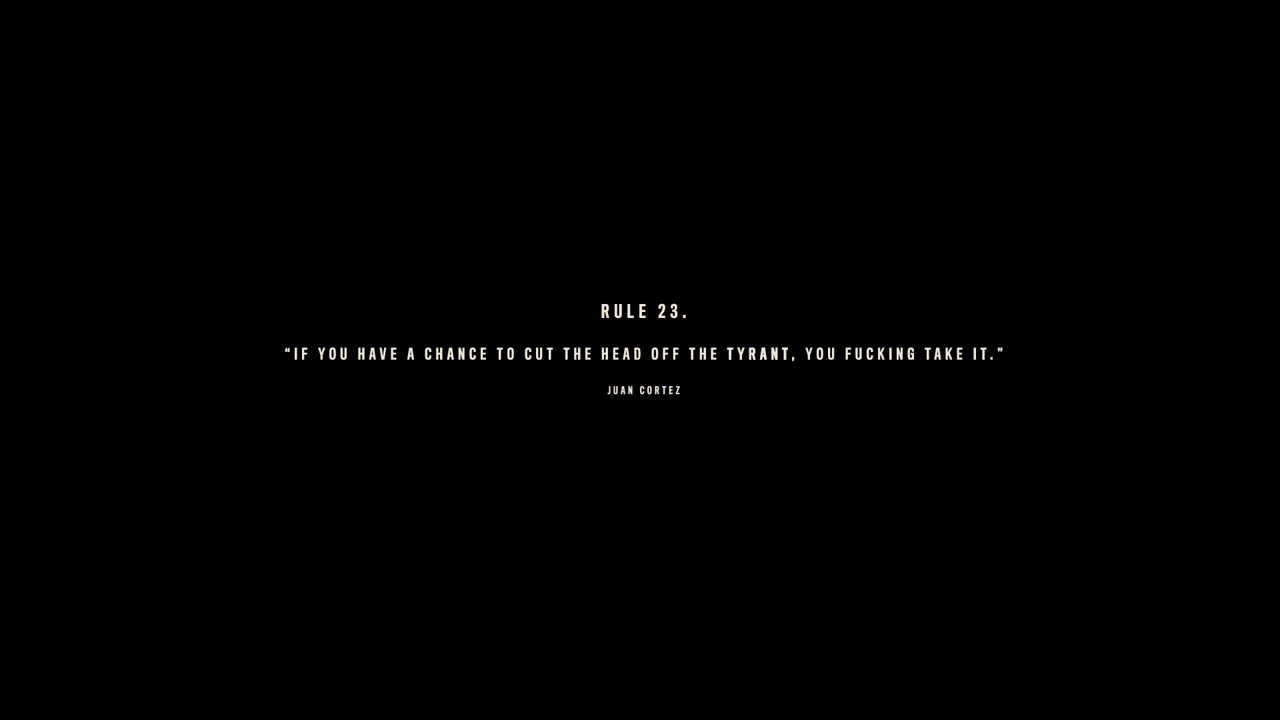 RULE 23.
“IF YOU HAVE A CHANCE TO CUT THE HEAD OFF THE TYRANT, YOU FUCKING TAKE IT.”
JUAN CORTEZ